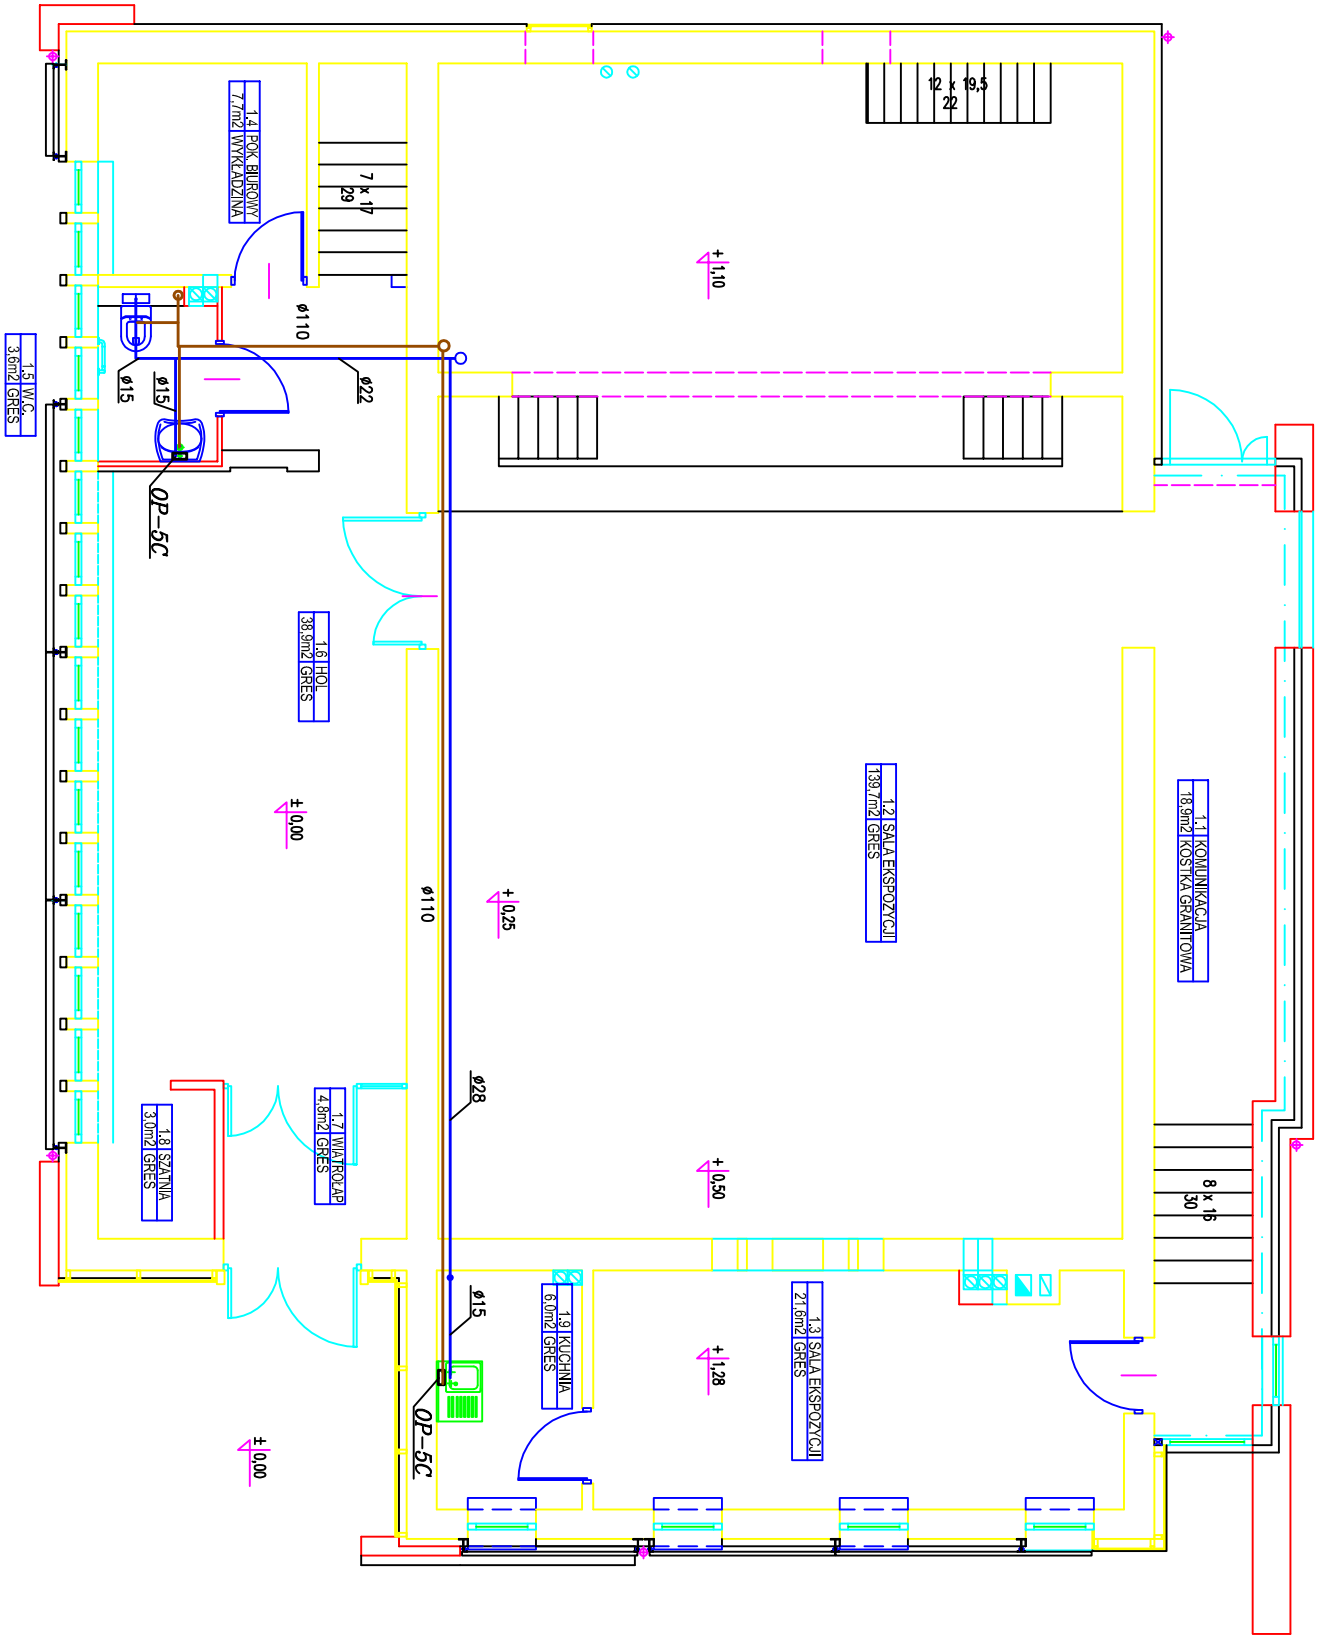 12 x 19,5
22
1.4 POK. BIUROWY
7,7m2 WYKŁADZINA
7 x 17
29
+ 1,10
ø110
1.5 W.C.
3,6m2 GRES
ø15
ø15
ø22
OP-5C
1.6 HOL
38,9m2 GRES
1.2 SALA EKSPOZYCJI
139,7m2 GRES
1.1 KOMUNIKACJA
18,9m2 KOSTKA GRANITOWA
± 0,00
ø110
+ 0,25
ø28
1.7 WIATROŁAP
4,8m2 GRES
1.8 SZATNIA
3,0m2 GRES
+ 0,50
8 x 16
30
ø15
1.9 KUCHNIA
6,0m2 GRES
1.3 SALA EKSPOZYCJI
21,6m2 GRES
+ 1,28
OP-5C
± 0,00